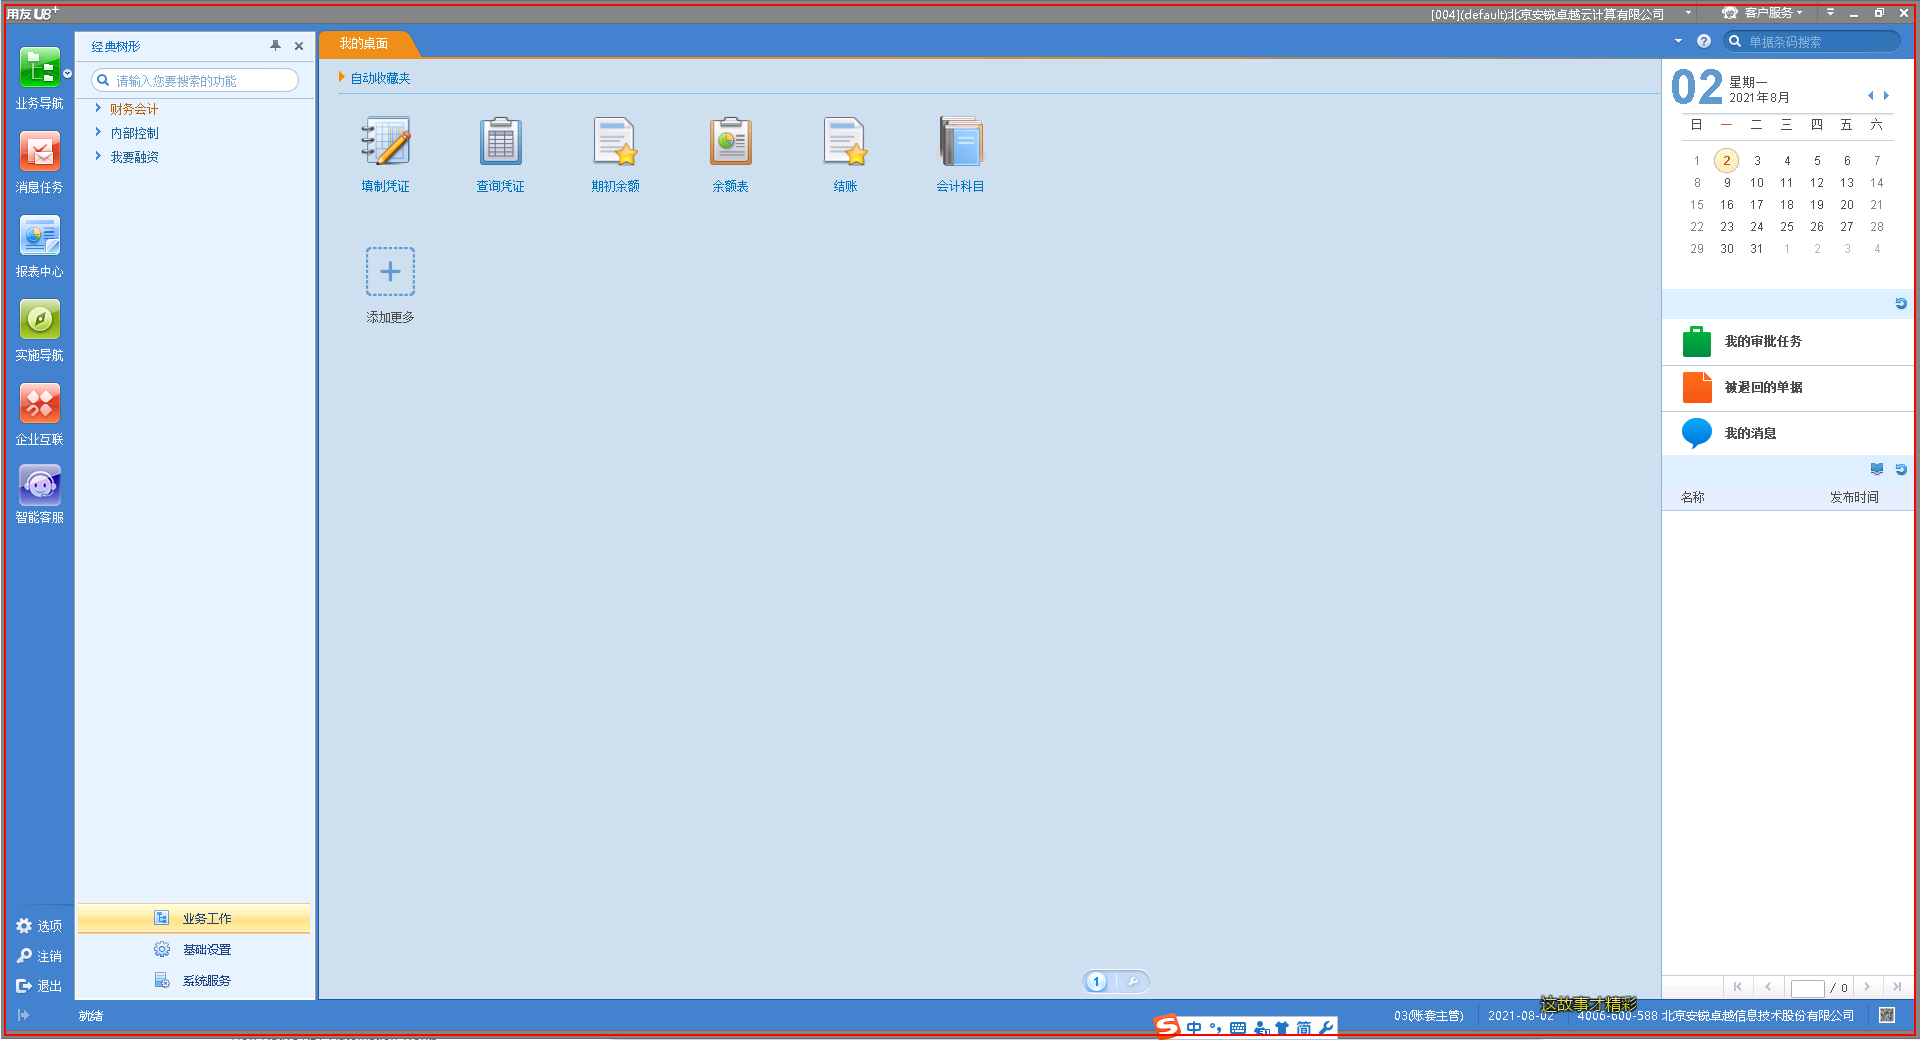 用友U8+
[004](default)北京安锐卓越云计算有限公司
客户服务
业务导航
消息任务
报表中心
实施导航
企业互联
智能客服
选项
注销
退出
经典树形
请输入您要搜索的功能
财务会计
内部控制
我要融资
业务工作
基础设置
系统服务
我的桌面
自动收藏夹
填制凭证 查询凭证 期初余额 余额表 结账 会计科目
添加更多
1
单据条码搜索
02 星期一
2021年8月
日 一 二 三 四 五 六
1 2 3 4 5 6 7
8 9 10 11 12 13 14
15 16 17 18 19 20 21
22 23 24 25 26 27 28
29 30 31 1 2 3 4
我的审批任务
被退回的单据
我的消息
名称 发布时间
/ 0
这故事才精彩
就绪
03(账套主管) 2021-08-02 4006-600-588 北京安锐卓越信息技术股份有限公司
S 中 简